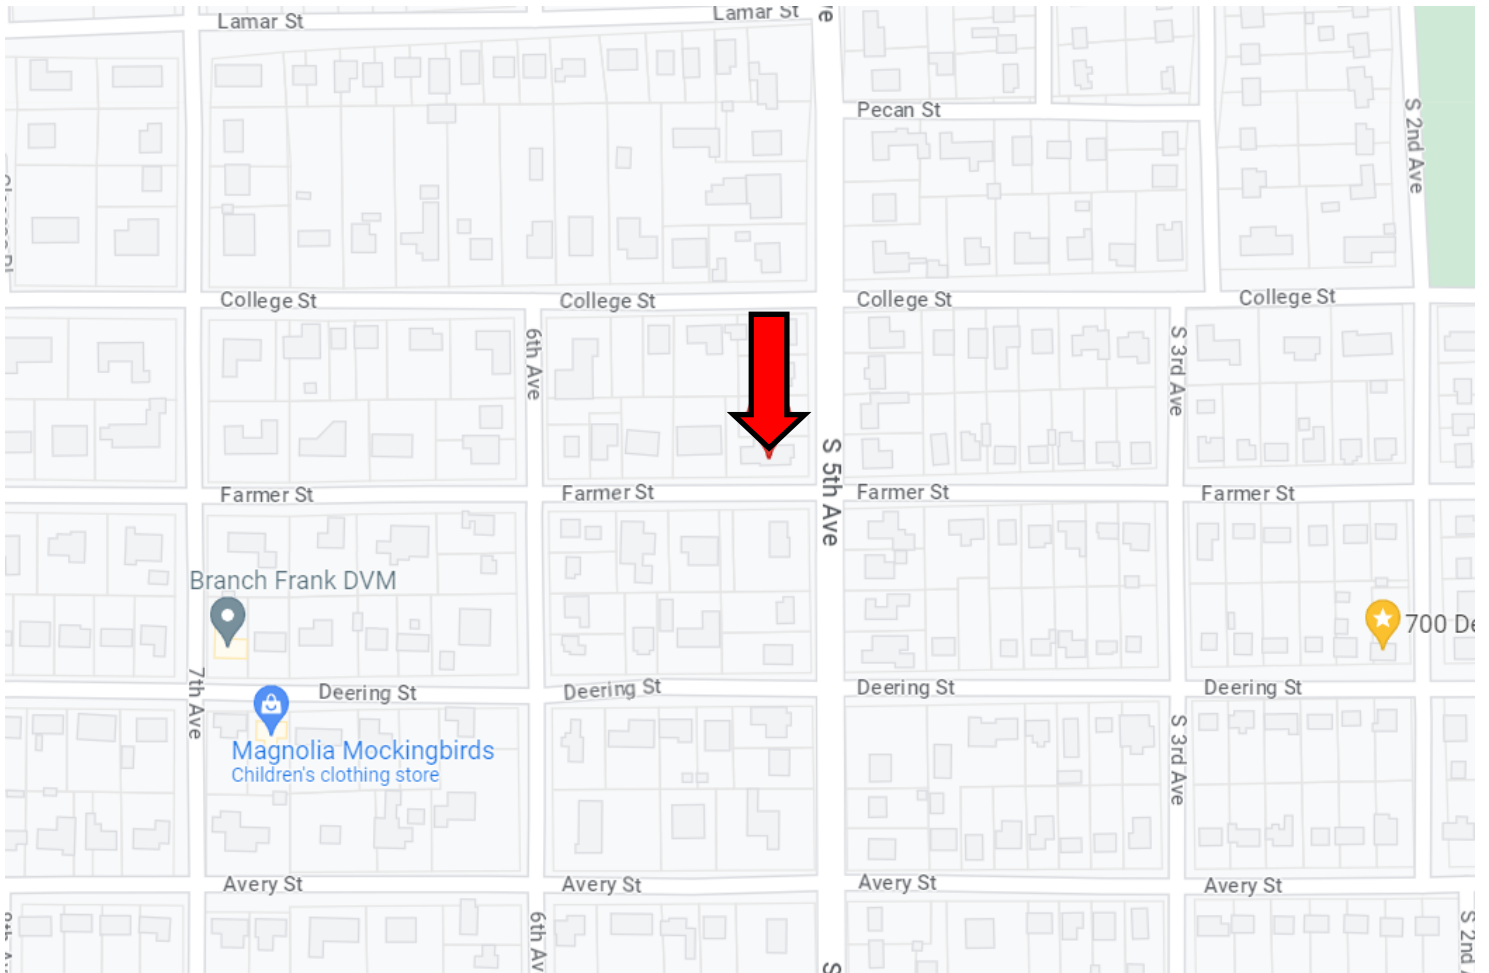 Lamar St
Lamar St
Pecan St
S 2nd Ave
College St
College St
College St
College St
6th Ave
S 3rd Ave
S 5th Ave
Farmer St
Farmer St
Farmer St
Farmer St
Branch Frank DVM
700 De
7th Ave
Deering St
Deering St
Deering St
Deering St
Magnolia Mockingbirds
Children's clothing store
S 3rd Ave
Avery St
Avery St
Avery St
Avery St
6th Av
S 2nd
S